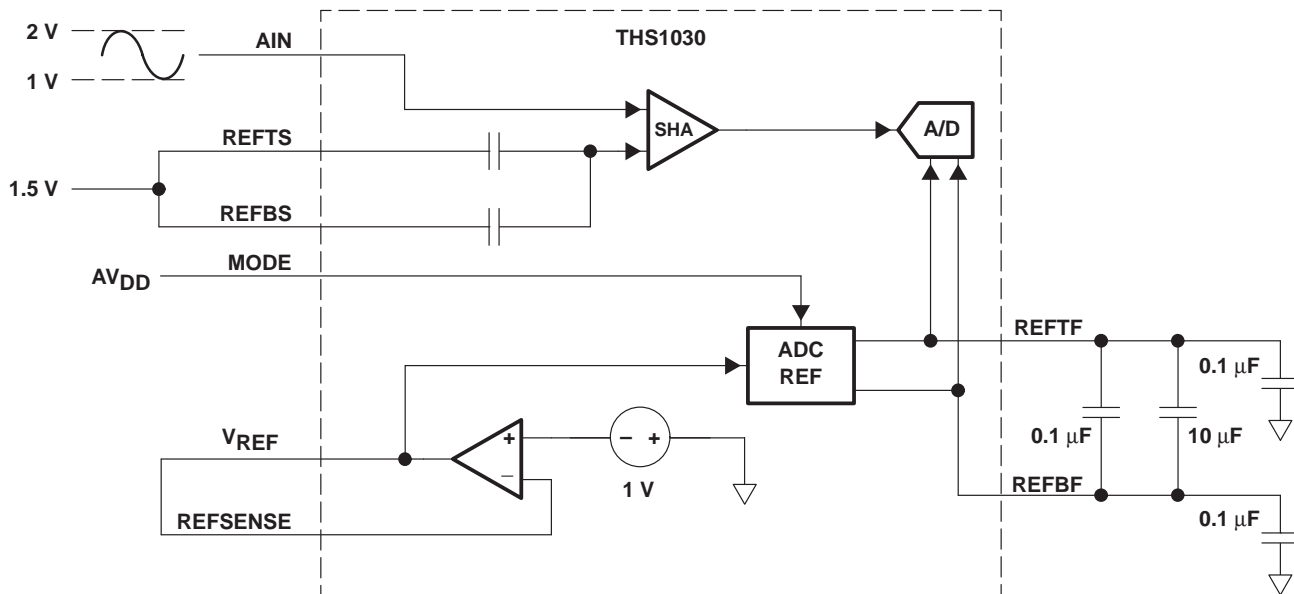 2 V
1 V
AIN
THS1030
SHA
A/D
REFTS
1.5 V
REFBS
MODE
AVDD
ADC
REF
REFTF
0.1 μF
0.1 μF
10 μF
VREF
+
−
− +
1 V
REFBF
REFSENSE
0.1 μF